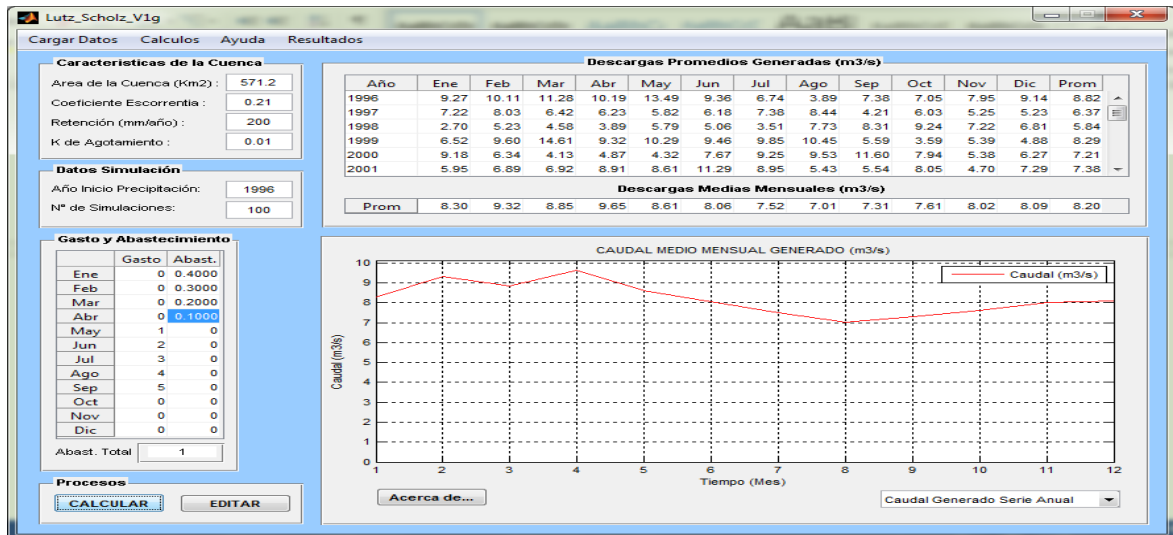 Lutz_Scholz_V1g
Cargar Datos Calculos Ayuda Resultados
Caracteristicas de la Cuenca
Area de la Cuenca (Km2) : 571.2
Coeficiente Escorrentia : 0.21
Retención (mm/año) : 200
K de Agotamiento : 0.01
Datos Simulación
Año Inicio Precipitación: 1996
N° de Simulaciones: 100
Gasto y Abastecimiento
Gasto Abast.
Ene 0 0.4000
Feb 0 0.3000
Mar 0 0.2000
Abr 0 0.1000
May 1 0
Jun 2 0
Jul 3 0
Ago 4 0
Sep 5 0
Oct 0 0
Nov 0 0
Dic 0 0
Abast. Total 1
Procesos
CALCULAR EDITAR
Descargas Promedios Generadas (m3/s)
Año Ene Feb Mar Abr May Jun Jul Ago Sep Oct Nov Dic Prom
1996 9.27 10.11 11.28 10.19 13.49 9.36 6.74 3.89 7.38 7.05 7.95 9.14 8.82
1997 7.22 8.03 6.42 6.23 5.82 6.18 7.38 8.44 4.21 6.03 5.25 5.23 6.37
1998 2.70 5.23 4.58 3.89 5.79 5.06 3.51 7.73 8.31 9.24 7.22 6.81 5.84
1999 6.52 9.60 14.61 9.32 10.29 9.46 9.85 10.45 5.59 3.59 5.39 4.88 8.29
2000 9.18 6.34 4.13 4.87 4.32 7.67 9.25 9.53 11.60 7.94 5.38 6.27 7.21
2001 5.95 6.89 6.92 8.91 8.61 11.29 8.95 5.43 5.54 8.05 4.70 7.29 7.38
Descargas Medias Mensuales (m3/s)
Prom 8.30 9.32 8.85 9.65 8.61 8.06 7.52 7.01 7.31 7.61 8.02 8.09 8.20
CAUDAL MEDIO MENSUAL GENERADO (m3/s)
Caudal (m3/s)
Caudal (m3/s)
10
9
8
7
6
5
4
3
2
1
0
1 2 3 4 5 6 7 8 9 10 11 12
Tiempo (Mes)
Acerca de... Caudal Generado Serie Anual